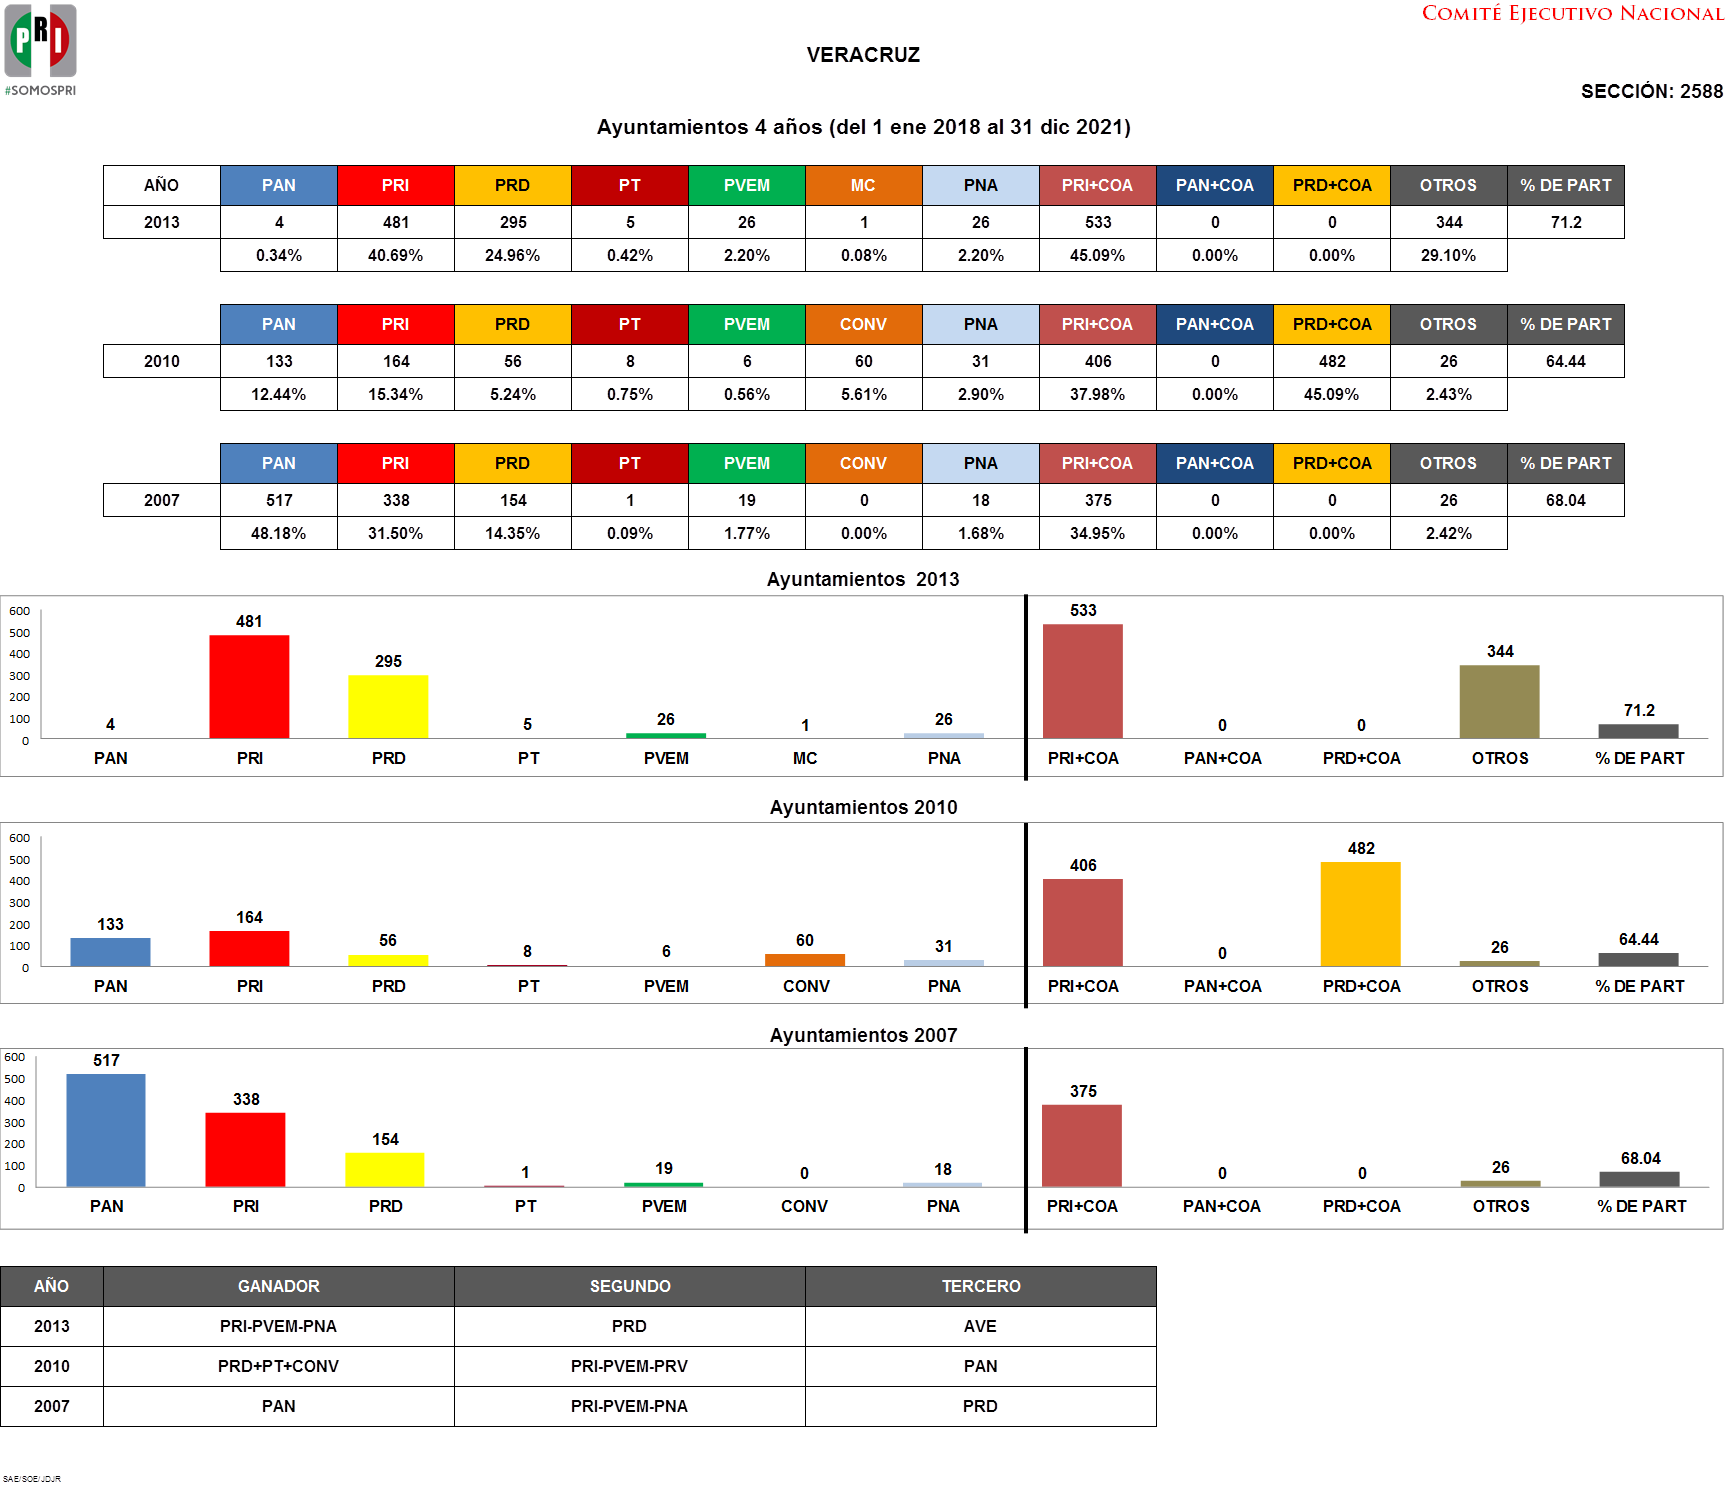 COMITÉ EJECUTIVO NACIONAL
PRI
#SOMOSPRI
VERACRUZ
SECCIÓN: 2588
Ayuntamientos 4 años (del 1 ene 2018 al 31 dic 2021)
AÑO PAN PRI PRD PT PVEM MC PNA PRI+COA PAN+COA PRD+COA OTROS % DE PART
2013 4 481 295 5 26 1 26 533 0 0 344 71.2
0.34% 40.69% 24.96% 0.42% 2.20% 0.08% 2.20% 45.09% 0.00% 0.00% 29.10%
PAN PRI PRD PT PVEM CONV PNA PRI+COA PAN+COA PRD+COA OTROS % DE PART
2010 133 164 56 8 6 60 31 406 0 482 26 64.44
12.44% 15.34% 5.24% 0.75% 0.56% 5.61% 2.90% 37.98% 0.00% 45.09% 2.43%
PAN PRI PRD PT PVEM CONV PNA PRI+COA PAN+COA PRD+COA OTROS % DE PART
2007 517 338 154 1 19 0 18 375 0 0 26 68.04
48.18% 31.50% 14.35% 0.09% 1.77% 0.00% 1.68% 34.95% 0.00% 0.00% 2.42%
Ayuntamientos 2013
600
500
400
300
200
100
0
4 481 295 5 26 1 26 533 0 0 344 71.2
PAN PRI PRD PT PVEM MC PNA PRI+COA PAN+COA PRD+COA OTROS % DE PART
Ayuntamientos 2010
600
500
400
300
200
100
0
133 164 56 8 6 60 31 406 0 482 26 64.44
PAN PRI PRD PT PVEM CONV PNA PRI+COA PAN+COA PRD+COA OTROS % DE PART
Ayuntamientos 2007
600
500
400
300
200
100
0
517 338 154 1 19 0 18 375 0 0 26 68.04
PAN PRI PRD PT PVEM CONV PNA PRI+COA PAN+COA PRD+COA OTROS % DE PART
AÑO GANADOR SEGUNDO TERCERO
2013 PRI-PVEM-PNA PRD AVE
2010 PRD+PT+CONV PRI-PVEM-PRV PAN
2007 PAN PRI-PVEM-PNA PRD
SAE/SOE/JDJR